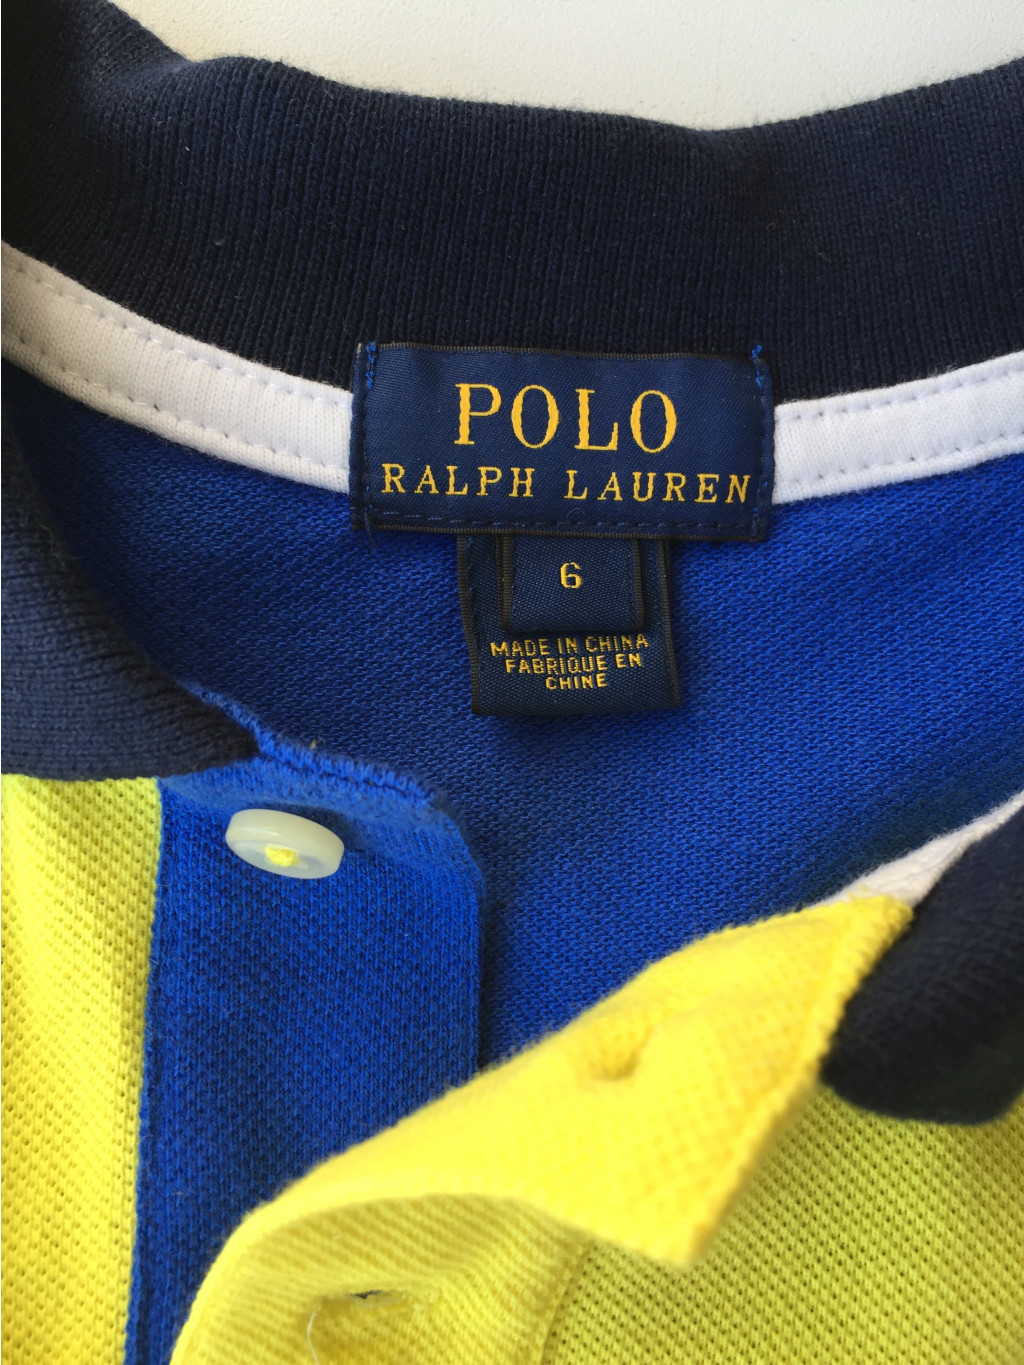 POLO
RALPH LAUREN
6
MADE IN CHINA
FABRIQUE EN
CHINE